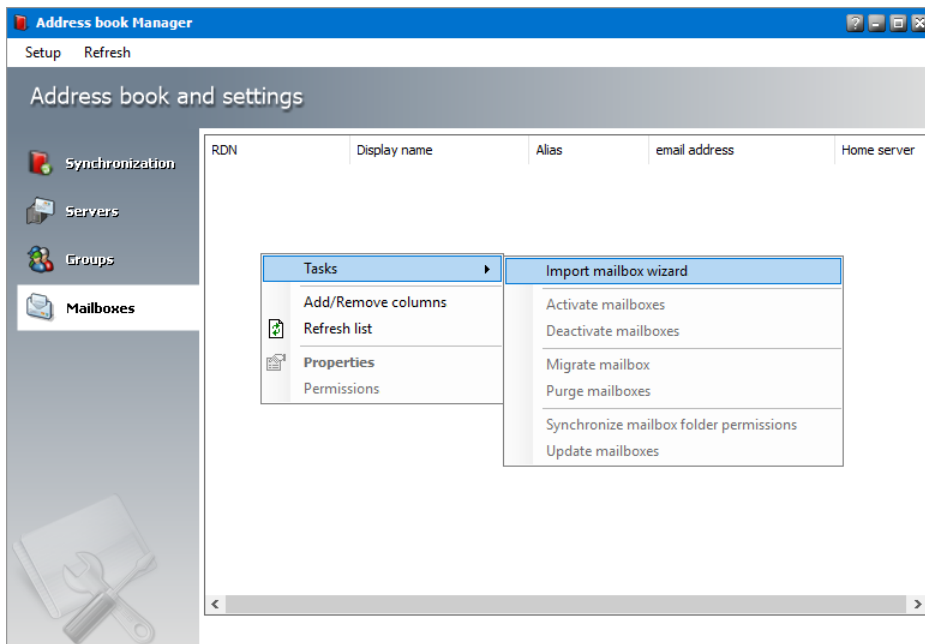 Address book Manager
Setup Refresh
Address book and settings
RDN Display name Alias email address Home server
Synchronization
Servers
Groups
Mailboxes
Tasks
Add/Remove columns
Refresh list
Properties
Permissions
Import mailbox wizard
Activate mailboxes
Deactivate mailboxes
Migrate mailbox
Purge mailboxes
Synchronize mailbox folder permissions
Update mailboxes